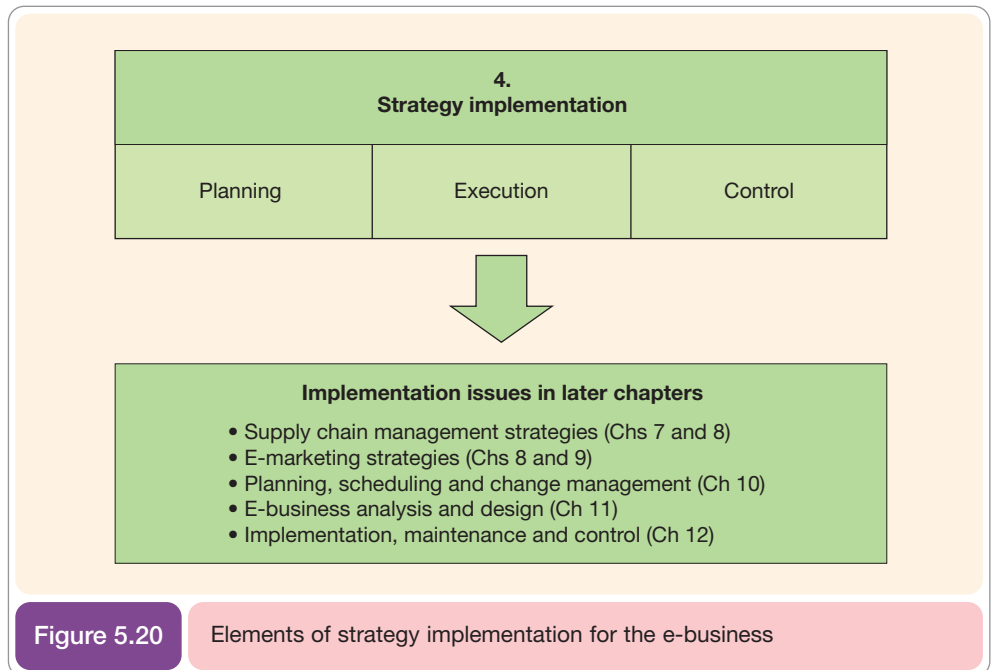 4.
Strategy implementation
Planning
Execution
Control
Implementation issues in later chapters
• Supply chain management strategies (Chs 7 and 8)
• E-marketing strategies (Chs 8 and 9)
• Planning, scheduling and change management (Ch 10)
• E-business analysis and design (Ch 11)
• Implementation, maintenance and control (Ch 12)
Figure 5.20
Elements of strategy implementation for the e-business